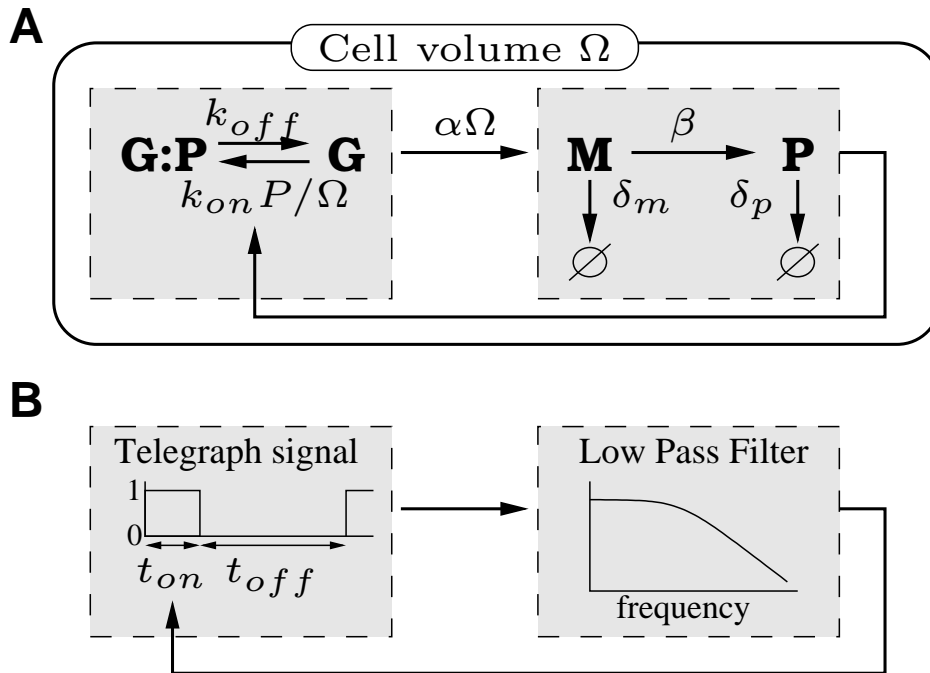 A
Cell volume Ω
k_off
αΩ
β
G:P
G
M
P
k_on P/Ω
δ_m
δ_p
∅
∅
B
Telegraph signal
Low Pass Filter
1
0
t_on
t_off
frequency